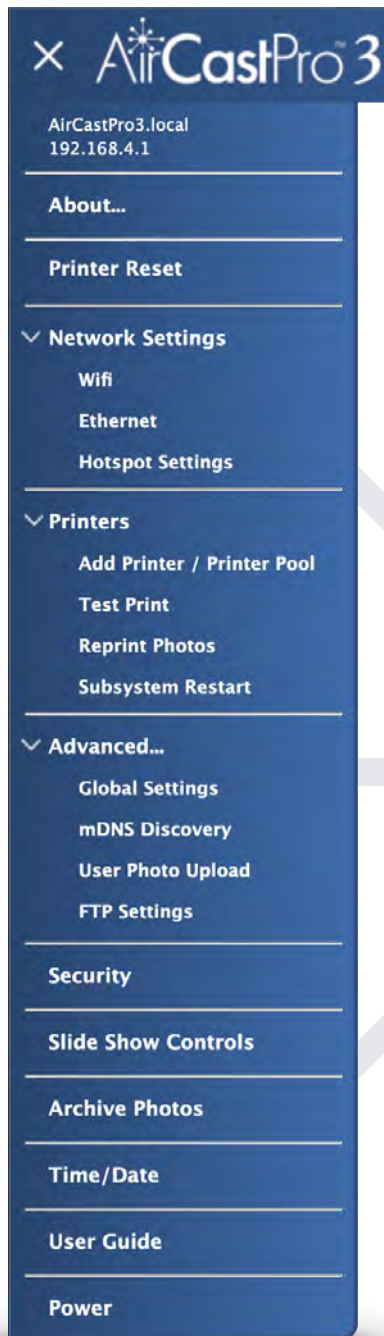 × AirCastPro™ 3
AirCastPro3.local
192.168.4.1
About...
Printer Reset
Network Settings
Wifi
Ethernet
Hotspot Settings
Printers
Add Printer / Printer Pool
Test Print
Reprint Photos
Subsystem Restart
Advanced...
Global Settings
mDNS Discovery
User Photo Upload
FTP Settings
Security
Slide Show Controls
Archive Photos
Time/Date
User Guide
Power